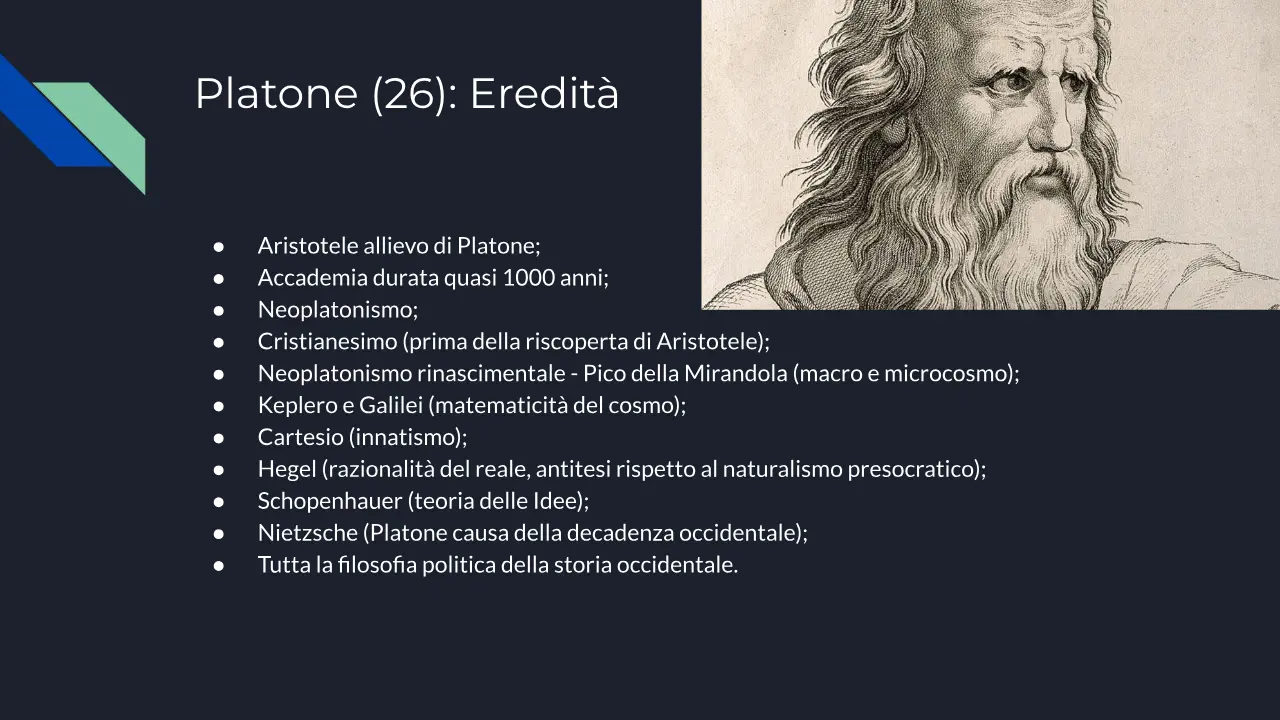 Platone (26): Eredità
● Aristotele allievo di Platone;
● Accademia durata quasi 1000 anni;
● Neoplatonismo;
● Cristianesimo (prima della riscoperta di Aristotele);
● Neoplatonismo rinascimentale - Pico della Mirandola (macro e microcosmo);
● Keplero e Galilei (matematicità del cosmo);
● Cartesio (innatismo);
● Hegel (razionalità del reale, antitesi rispetto al naturalismo presocratico);
● Schopenhauer (teoria delle Idee);
● Nietzsche (Platone causa della decadenza occidentale);
● Tutta la filosofia politica della storia occidentale.